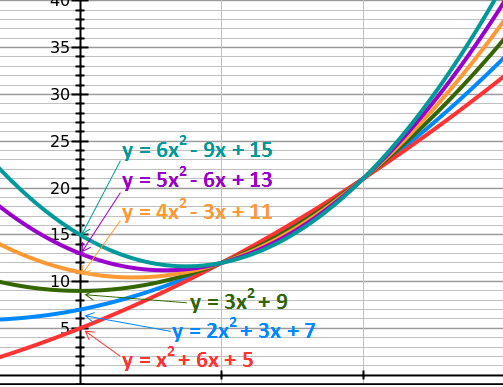 40
35
30
25
y = 6x² - 9x + 15
20
y = 5x² - 6x + 13
y = 4x² - 3x + 11
15
10
y = 3x² + 9
5
y = 2x² + 3x + 7
y = x² + 6x + 5